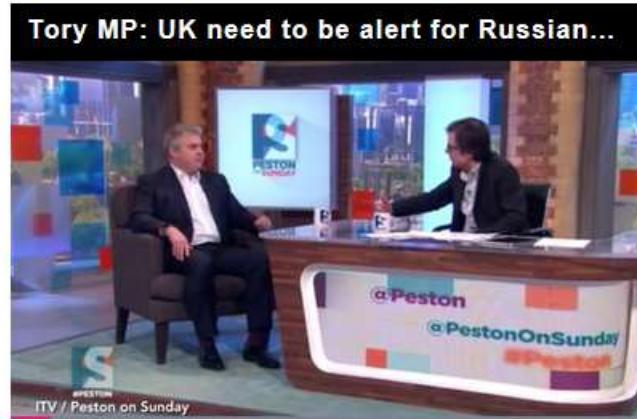 Tory MP: UK need to be alert for Russian...
PESTON
SUNDAY
@Peston
@PestonOnSunday
#Peston
#PESTON
ITV / Peston on Sunday